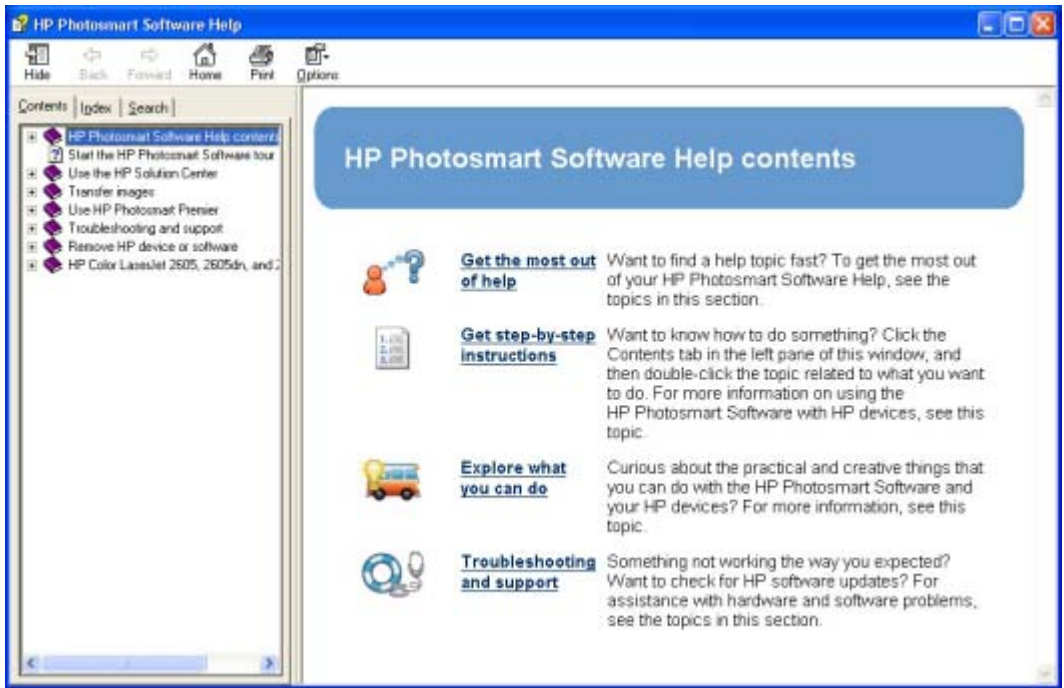 HP Photosmart Software Help
Hide Back Forward Home Print Options
Contents Index Search
HP Photosmart Software Help contents
Start the HP Photosmart Software tour
Use the HP Solution Center
Transfer images
Use HP Photosmart Premier
Troubleshooting and support
Remove HP device or software
HP Color LaserJet 2605, 2605dn, and 2
HP Photosmart Software Help contents
Get the most out
of help
Want to find a help topic fast? To get the most out
of your HP Photosmart Software Help, see the
topics in this section.
Get step-by-step
instructions
Want to know how to do something? Click the
Contents tab in the left pane of this window, and
then double-click the topic related to what you want
to do. For more information on using the
HP Photosmart Software with HP devices, see this
topic.
Explore what
you can do
Curious about the practical and creative things that
you can do with the HP Photosmart Software and
your HP devices? For more information, see this
topic.
Troubleshooting
and support
Something not working the way you expected?
Want to check for HP software updates? For
assistance with hardware and software problems,
see the topics in this section.